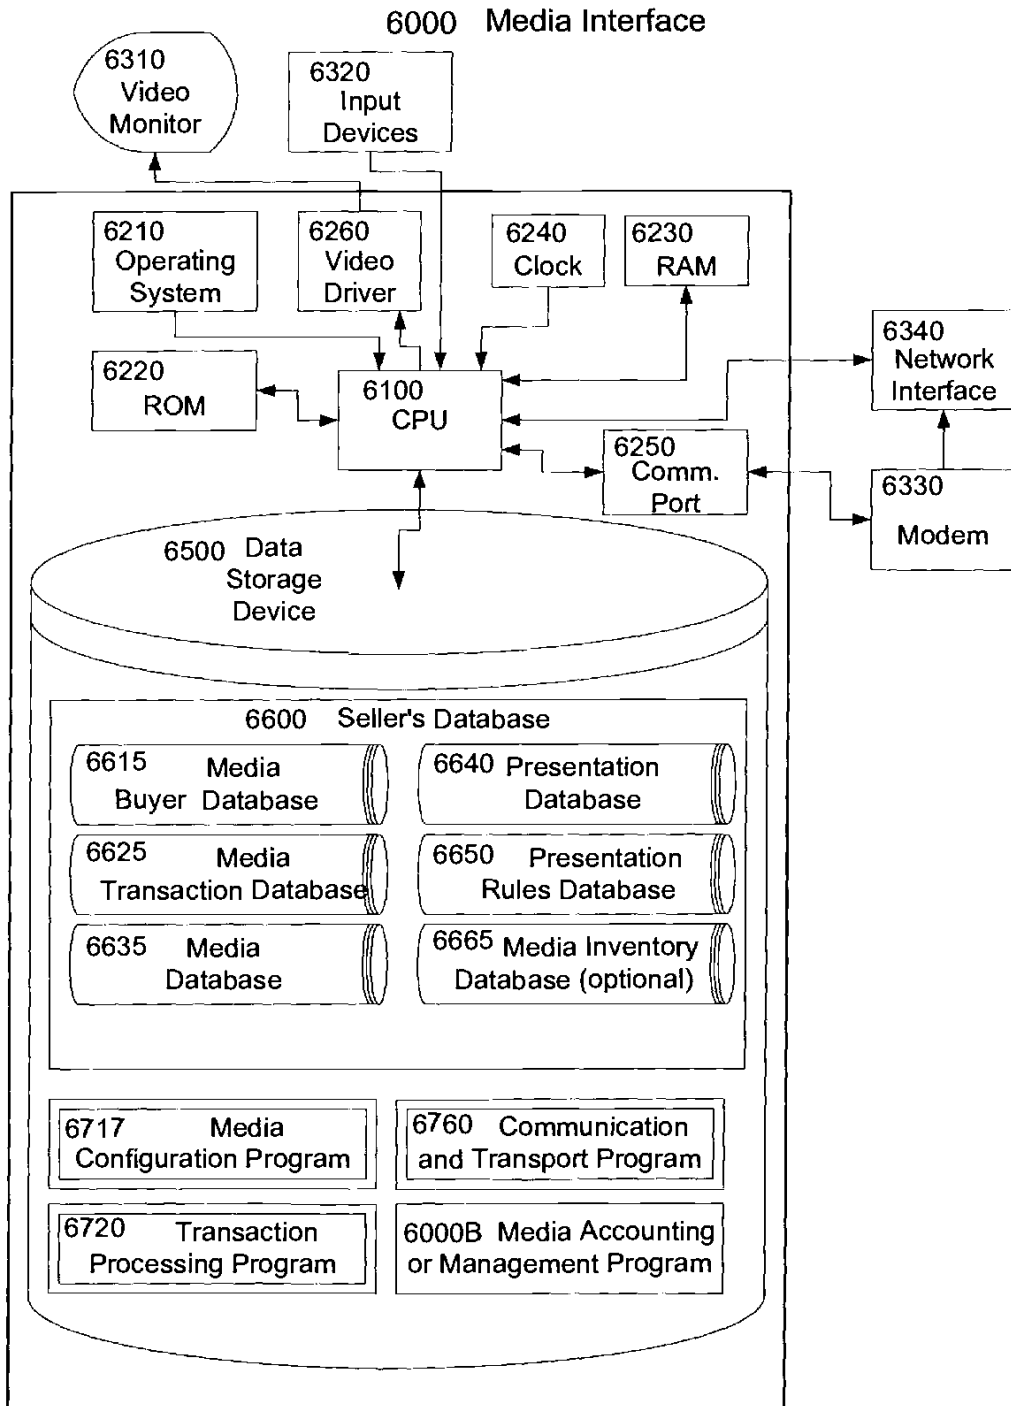 6000 Media Interface
6310
Video
Monitor
6320
Input
Devices
6210
Operating
System
6260
Video
Driver
6240
Clock
6230
RAM
6220
ROM
6100
CPU
6340
Network
Interface
6250
Comm.
Port
6330
Modem
6500 Data
Storage
Device
6600 Seller's Database
6615 Media
Buyer Database
6640 Presentation
Database
6625 Media
Transaction Database
6650 Presentation
Rules Database
6635 Media
Database
6665 Media Inventory
Database (optional)
6717 Media
Configuration Program
6760 Communication
and Transport Program
6720 Transaction
Processing Program
6000B Media Accounting
or Management Program